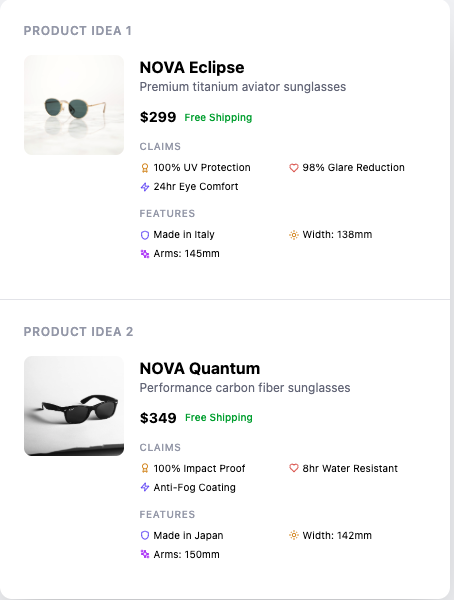 PRODUCT IDEA 1
NOVA Eclipse
Premium titanium aviator sunglasses
$299 Free Shipping
CLAIMS
100% UV Protection 98% Glare Reduction
24hr Eye Comfort
FEATURES
Made in Italy Width: 138mm
Arms: 145mm
PRODUCT IDEA 2
NOVA Quantum
Performance carbon fiber sunglasses
$349 Free Shipping
CLAIMS
100% Impact Proof 8hr Water Resistant
Anti-Fog Coating
FEATURES
Made in Japan Width: 142mm
Arms: 150mm